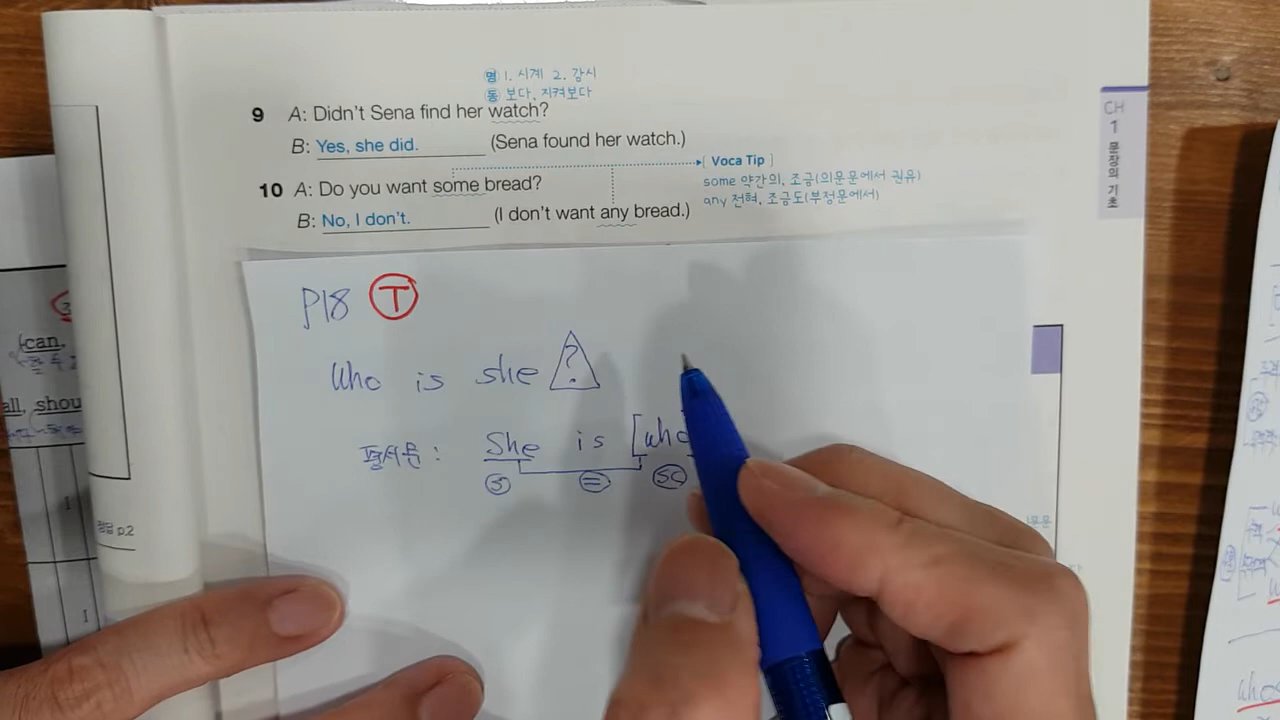 명 1. 시계 2. 감시
동 보다, 지켜보다
9 A: Didn't Sena find her watch?
B: Yes, she did. (Sena found her watch.)
[ Voca Tip ]
some 약간의, 조금(의문문에서 권유)
any 전혀, 조금도(부정문에서)
10 A: Do you want some bread?
B: No, I don't. (I don't want any bread.)
CH 1 문장의 기초
P18 T
Who is she ?
평서문 : She is [who
S = SC
can.
all, shou
정답 p.2